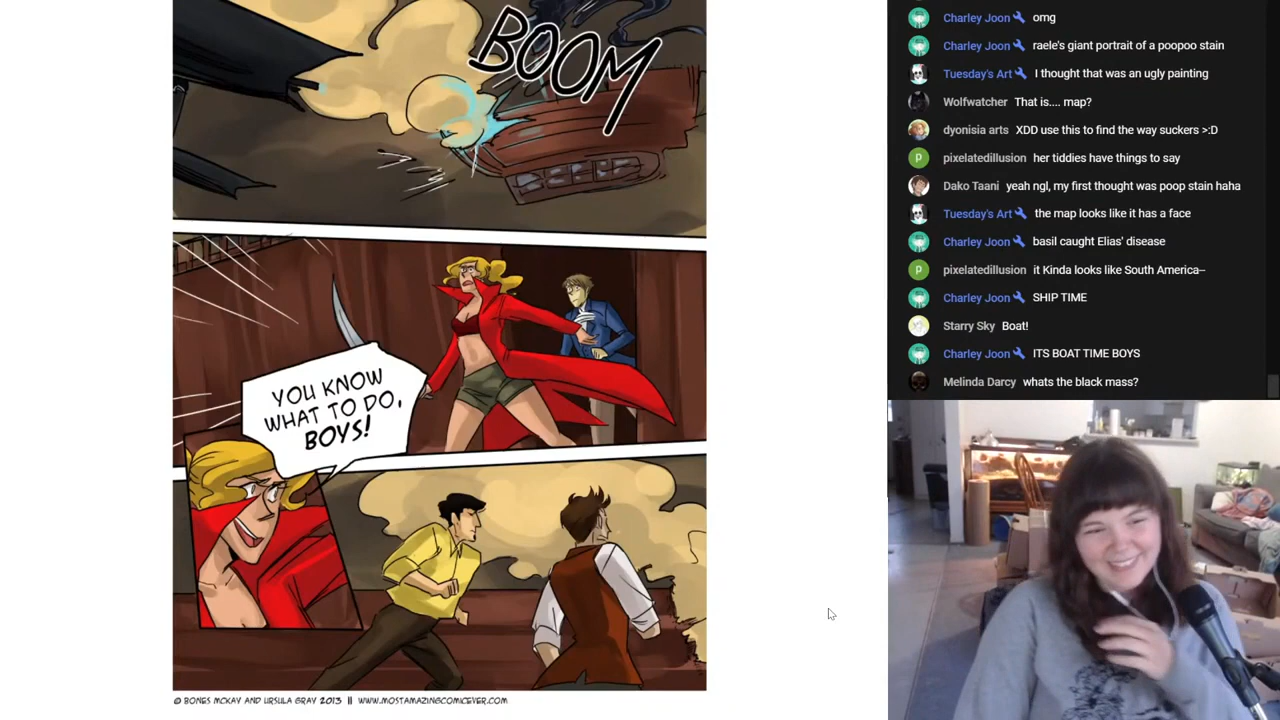 BOOM
YOU KNOW
WHAT TO DO,
BOYS!
© BONES MCKAY AND URSULA GRAY 2013 || WWW.MOSTAMAZINGCOMICEVER.COM
Charley Joon omg
Charley Joon raele's giant portrait of a poopoo stain
Tuesday's Art I thought that was an ugly painting
Wolfwatcher That is.... map?
dyonisia arts XDD use this to find the way suckers >:D
pixelatedillusion her tiddies have things to say
Dako Taani yeah ngl, my first thought was poop stain haha
Tuesday's Art the map looks like it has a face
Charley Joon basil caught Elias' disease
pixelatedillusion it Kinda looks like South America–
Charley Joon SHIP TIME
Starry Sky Boat!
Charley Joon ITS BOAT TIME BOYS
Melinda Darcy whats the black mass?